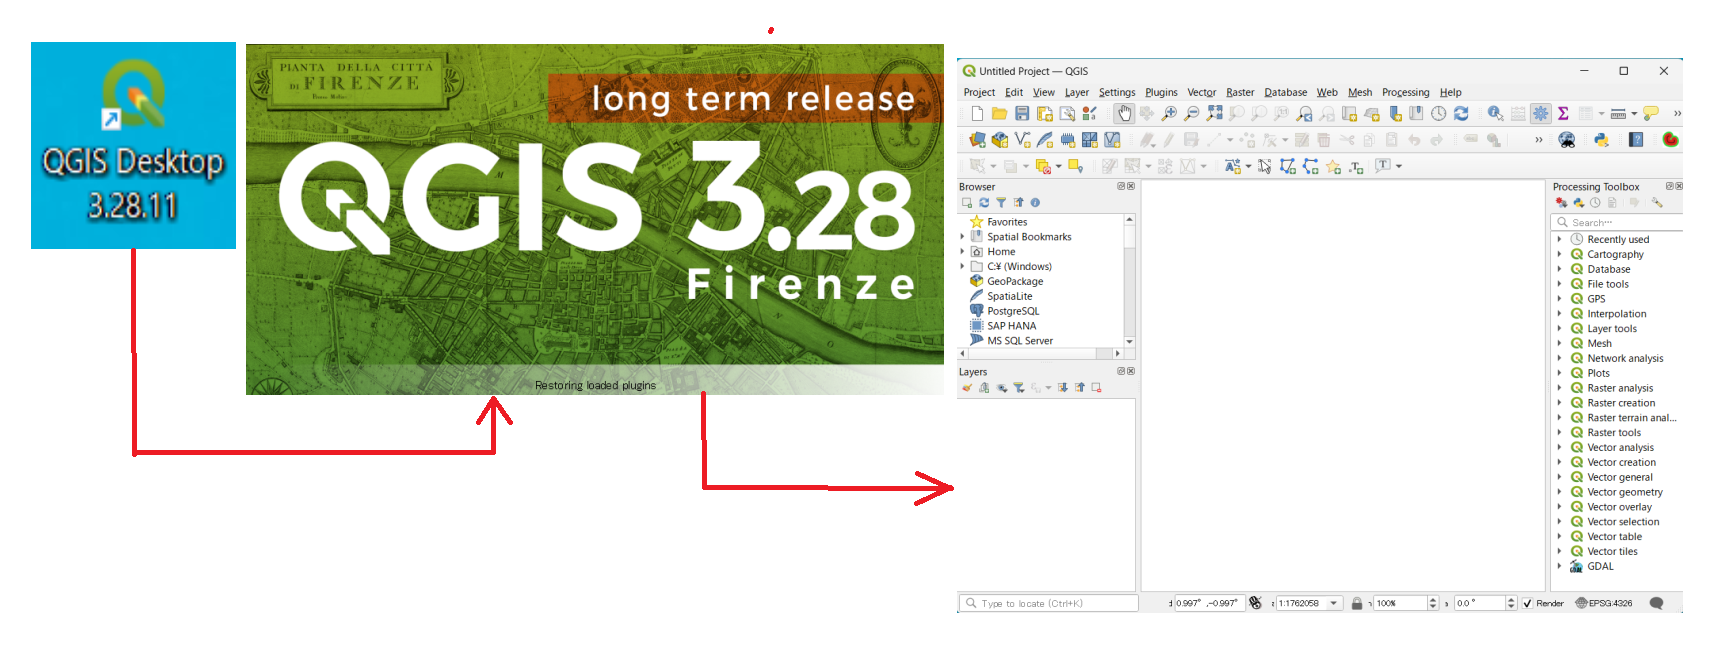 QGIS Desktop
3.28.11
PIANTA DELLA CITTÀ
DI FIRENZE
long term release
QGIS 3.28
Firenze
Restoring loaded plugins
Untitled Project — QGIS
Project Edit View Layer Settings Plugins Vector Raster Database Web Mesh Processing Help
Browser
Favorites
Spatial Bookmarks
Home
C:¥ (Windows)
GeoPackage
SpatiaLite
PostgreSQL
SAP HANA
MS SQL Server
Layers
Processing Toolbox
Search…
Recently used
Cartography
Database
File tools
GPS
Interpolation
Layer tools
Mesh
Network analysis
Plots
Raster analysis
Raster creation
Raster terrain anal...
Raster tools
Vector analysis
Vector creation
Vector general
Vector geometry
Vector overlay
Vector selection
Vector table
Vector tiles
GDAL
Type to locate (Ctrl+K)
0.997° ,-0.997° 1:1762058 100% 0.0 ° Render EPSG:4326